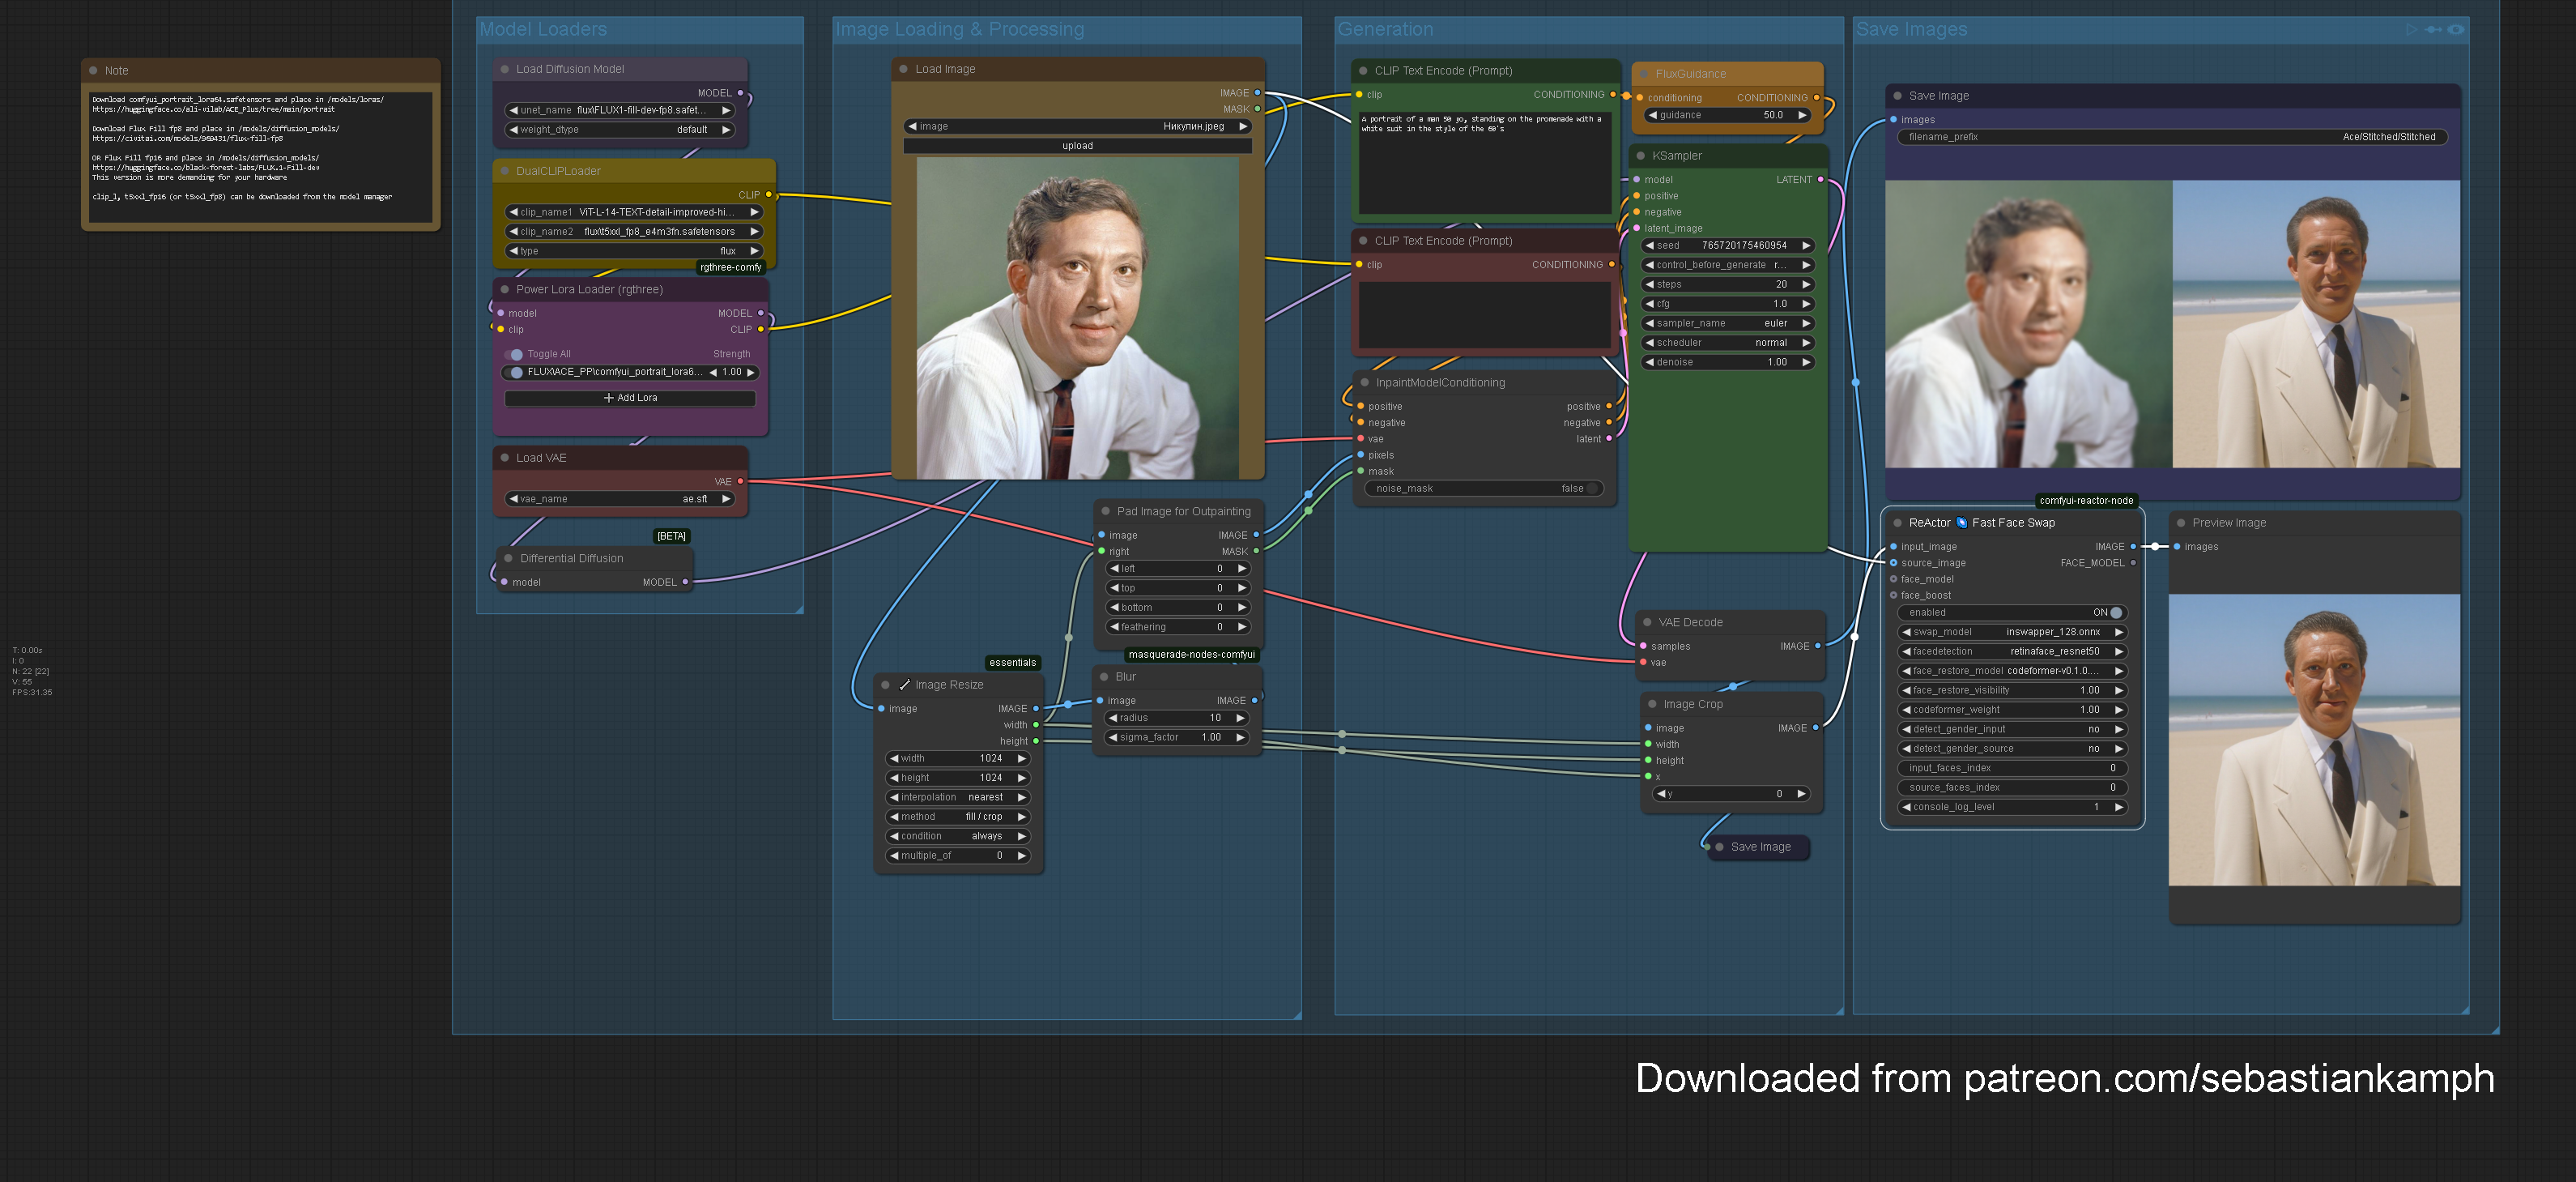 Model Loaders
Image Loading & Processing
Generation
Save Images
Note
Download comfyui_portrait_lora64.safetensors and place in /models/loras/
https://huggingface.co/ali-vilab/ACE_Plus/tree/main/portrait
Download Flux Fill fp8 and place in /models/diffusion_models/
https://civitai.com/models/969431/flux-fill-fp8
OR Flux Fill fp16 and place in /models/diffusion_models/
https://huggingface.co/black-forest-labs/FLUX.1-Fill-dev
This version is more demanding for your hardware
clip_l, t5xxl_fp16 (or t5xxl_fp8) can be downloaded from the model manager
Load Diffusion Model
MODEL
unet_name flux\FLUX1-fill-dev-fp8.safet...
weight_dtype default
DualCLIPLoader
CLIP
clip_name1 ViT-L-14-TEXT-detail-improved-hi...
clip_name2 flux\t5xxl_fp8_e4m3fn.safetensors
type flux
rgthree-comfy
Power Lora Loader (rgthree)
model MODEL
clip CLIP
Toggle All Strength
FLUX\ACE_PP\comfyui_portrait_lora6... 1.00
+ Add Lora
Load VAE
VAE
vae_name ae.sft
[BETA]
Differential Diffusion
model MODEL
T: 0.00s
I: 0
N: 22 [22]
V: 55
FPS:31.35
Load Image
IMAGE
MASK
image Никулин.jpeg
upload
Pad Image for Outpainting
image IMAGE
right MASK
left 0
top 0
bottom 0
feathering 0
essentials
Image Resize
image IMAGE
width
height
width 1024
height 1024
interpolation nearest
method fill / crop
condition always
multiple_of 0
masquerade-nodes-comfyui
Blur
image IMAGE
radius 10
sigma_factor 1.00
CLIP Text Encode (Prompt)
clip CONDITIONING
A portrait of a man 50 yo, standing on the promenade with a
white suit in the style of the 60's
CLIP Text Encode (Prompt)
clip CONDITIONING
InpaintModelConditioning
positive positive
negative negative
vae latent
pixels
mask
noise_mask false
FluxGuidance
conditioning CONDITIONING
guidance 50.0
KSampler
model LATENT
positive
negative
latent_image
seed 765720175460954
control_before_generate r...
steps 20
cfg 1.0
sampler_name euler
scheduler normal
denoise 1.00
VAE Decode
samples IMAGE
vae
Image Crop
image IMAGE
width
height
x
y 0
Save Image
Save Image
images
filename_prefix Ace/Stitched/Stitched
comfyui-reactor-node
ReActor Fast Face Swap
input_image IMAGE
source_image FACE_MODEL
face_model
face_boost
enabled ON
swap_model inswapper_128.onnx
facedetection retinaface_resnet50
face_restore_model codeformer-v0.1.0....
face_restore_visibility 1.00
codeformer_weight 1.00
detect_gender_input no
detect_gender_source no
input_faces_index 0
source_faces_index 0
console_log_level 1
Preview Image
images
Downloaded from patreon.com/sebastiankamph